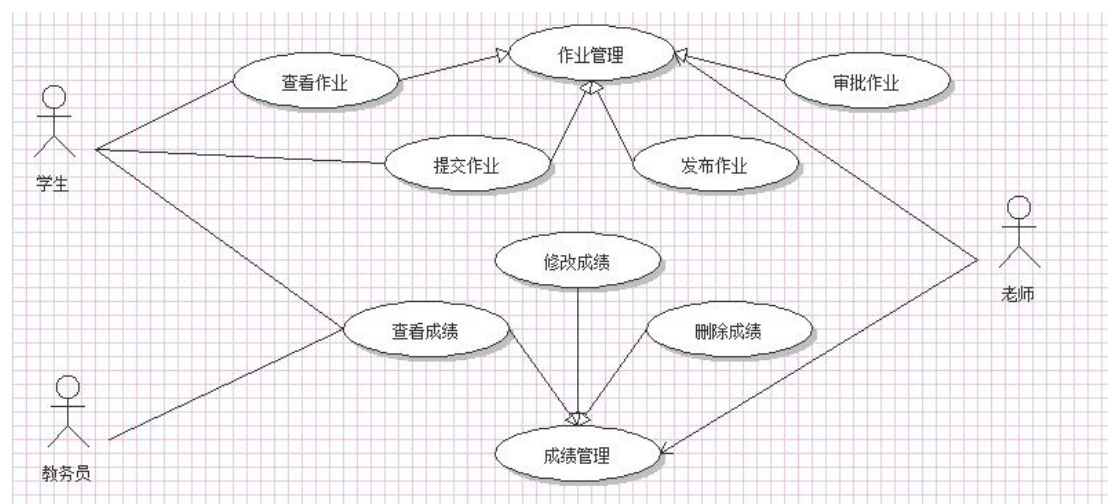 作业管理
查看作业
审批作业
学生
提交作业
发布作业
修改成绩
老师
查看成绩
删除成绩
教务员
成绩管理